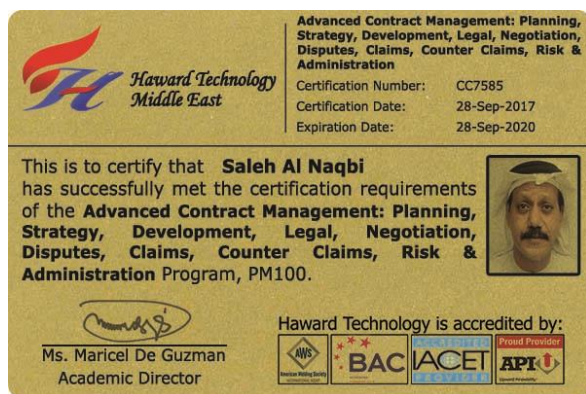 Haward Technology
Middle East
Advanced Contract Management: Planning,
Strategy, Development, Legal, Negotiation,
Disputes, Claims, Counter Claims, Risk &
Administration
Certification Number: CC7585
Certification Date: 28-Sep-2017
Expiration Date: 28-Sep-2020
This is to certify that Saleh Al Naqbi
has successfully met the certification requirements
of the Advanced Contract Management: Planning,
Strategy, Development, Legal, Negotiation,
Disputes, Claims, Counter Claims, Risk &
Administration Program, PM100.
Ms. Maricel De Guzman
Academic Director
Haward Technology is accredited by:
AWS
American Welding Society
BAC
ACCREDITED
IACET
PROVIDER
Proud Provider
API